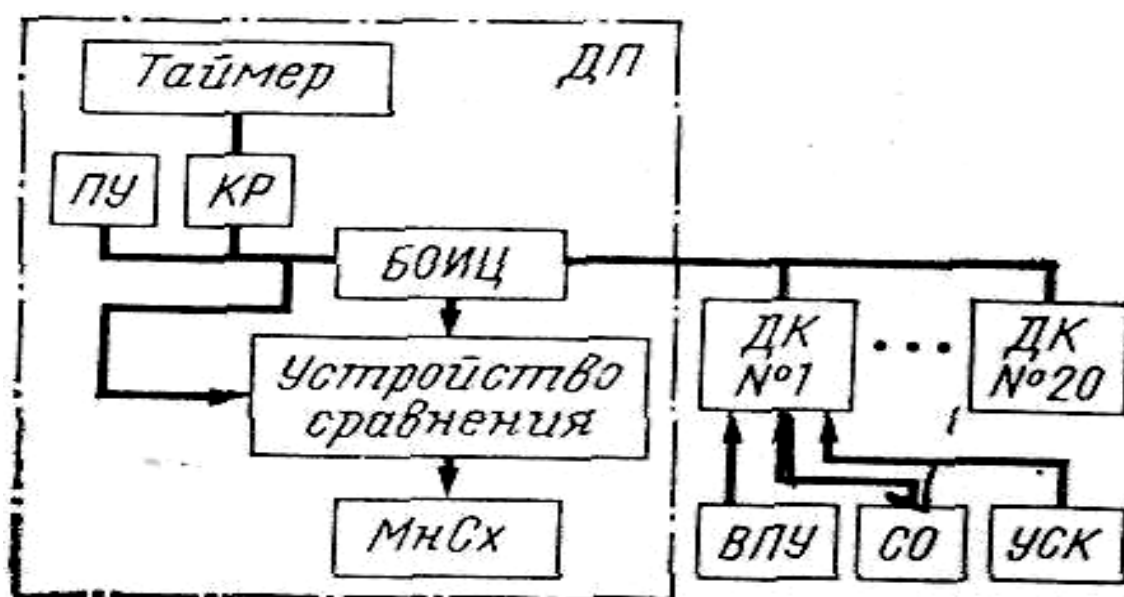 Таймер
ДП
ПУ
КР
БОИЦ
ДК
№1
ДК
№20
Устройство
сравнения
МнСх
ВПУ
СО
УСК